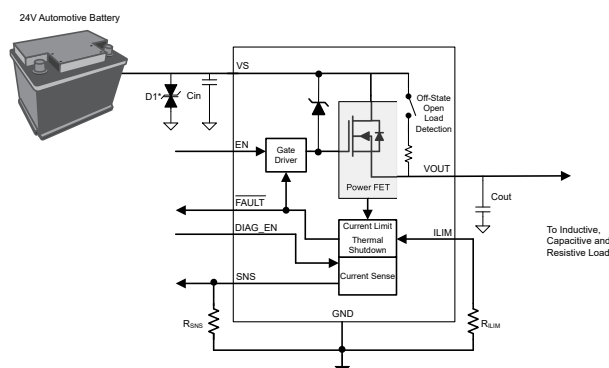 24V Automotive Battery
VS
D1*
Cin
Off-State
Open
Load
Detection
EN
Gate
Driver
VOUT
Power FET
FAULT
Cout
Current Limit
Thermal
Shutdown
ILIM
DIAG_EN
To Inductive,
Capacitive and
Resistive Load
SNS
Current Sense
GND
RSNS
RILIM